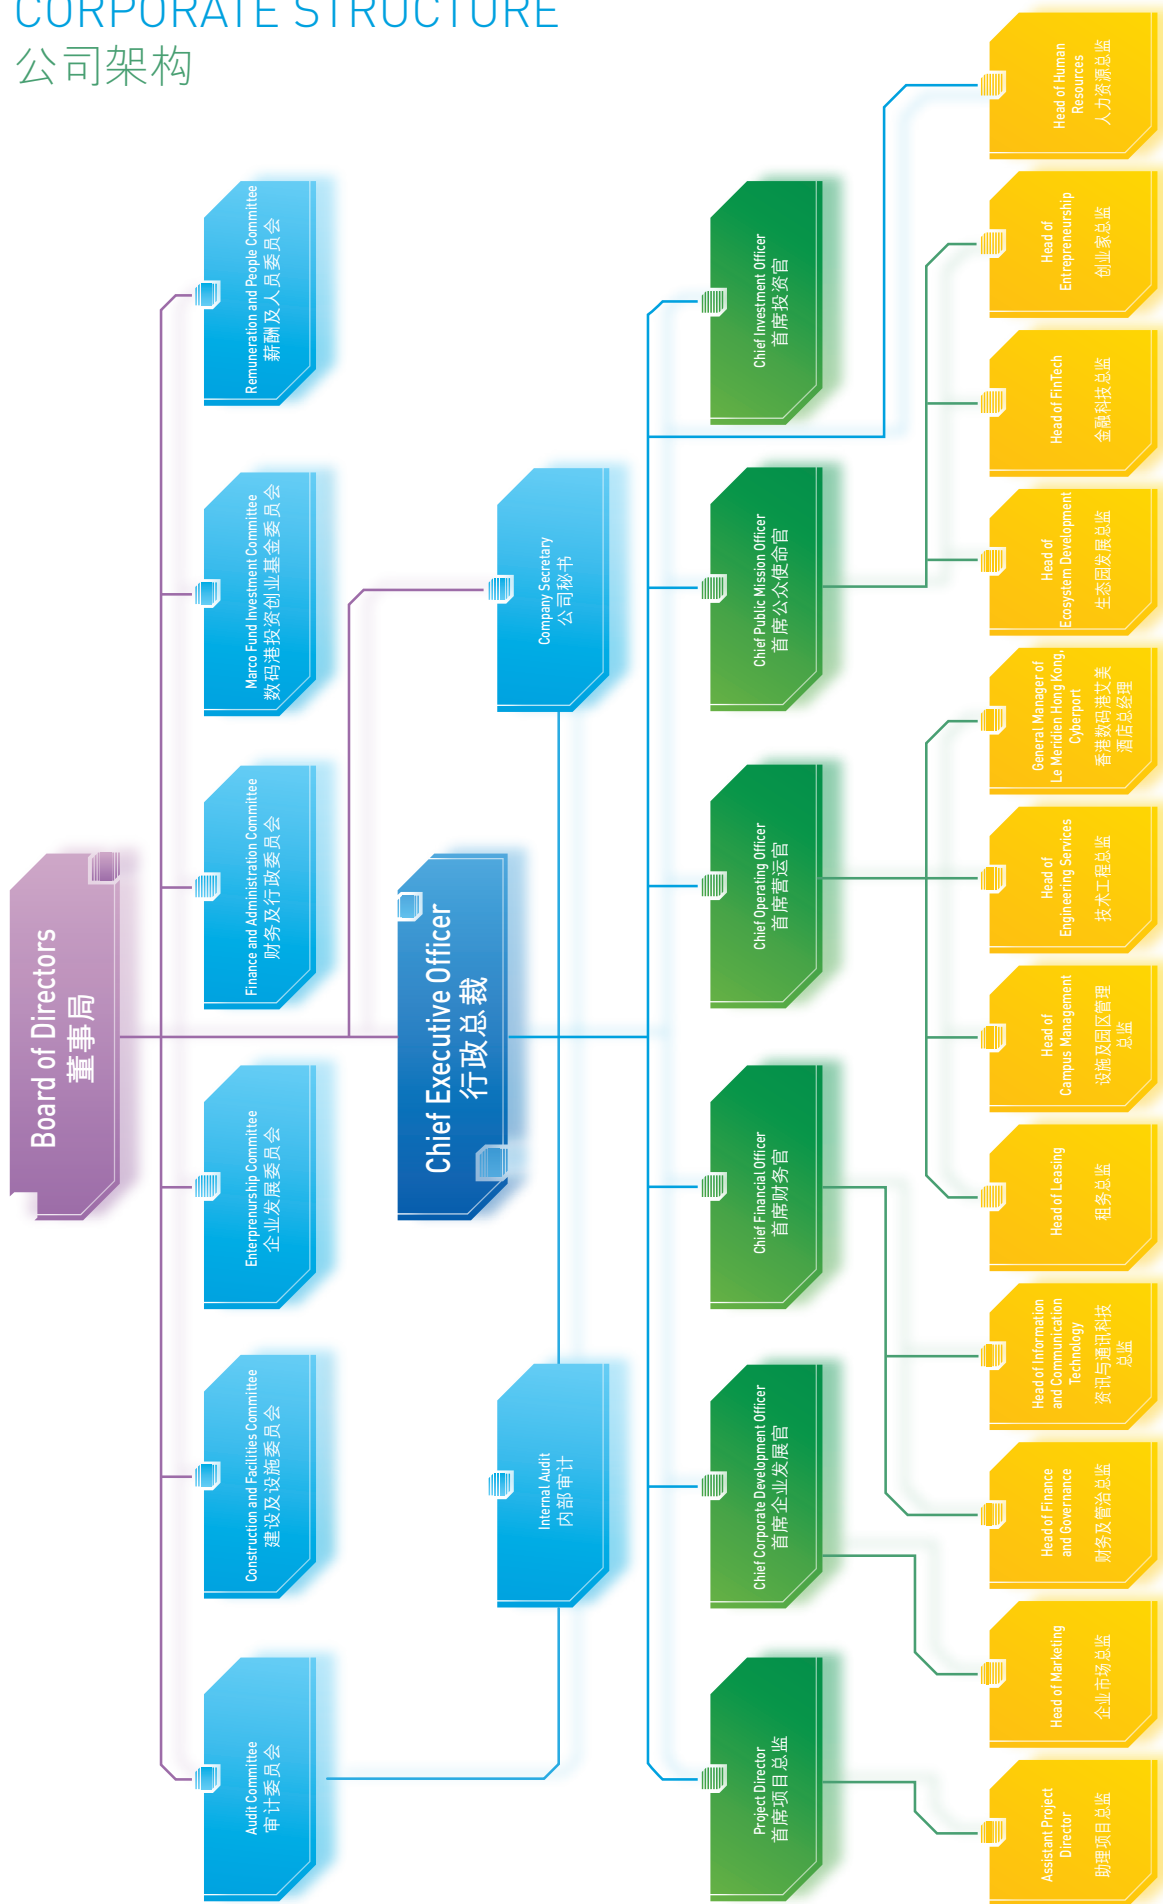 CORPORATE STRUCTURE
公司架构
Board of Directors
董事局
Audit Committee
审计委员会
Construction and Facilities Committee
建设及设施委员会
Enterprenurship Committee
企业发展委员会
Finance and Administration Committee
财务及行政委员会
Marco Fund Investment Committee
数码港投资创业基金委员会
Remuneration and People Committee
薪酬及人员委员会
Chief Executive Officer
行政总裁
Internal Audit
内部审计
Company Secretary
公司秘书
Project Director
首席项目总监
Chief Corporate Development Officer
首席企业发展官
Chief Financial Officer
首席财务官
Chief Operating Officer
首席营运官
Chief Public Mission Officer
首席公众使命官
Chief Investment Officer
首席投资官
Assistant Project
Director
助理项目总监
Head of Marketing
企业市场总监
Head of Finance
and Governance
财务及管治总监
Head of Information
and Communication
Technology
资讯与通讯科技
总监
Head of Leasing
租务总监
Head of
Campus Management
设施及园区管理
总监
Head of
Engineering Services
技术工程总监
General Manager of
Le Meridien Hong Kong,
Cyberport
香港数码港艾美
酒店总经理
Head of
Ecosystem Development
生态园发展总监
Head of FinTech
金融科技总监
Head of
Entrepreneurship
创业家总监
Head of Human
Resources
人力资源总监